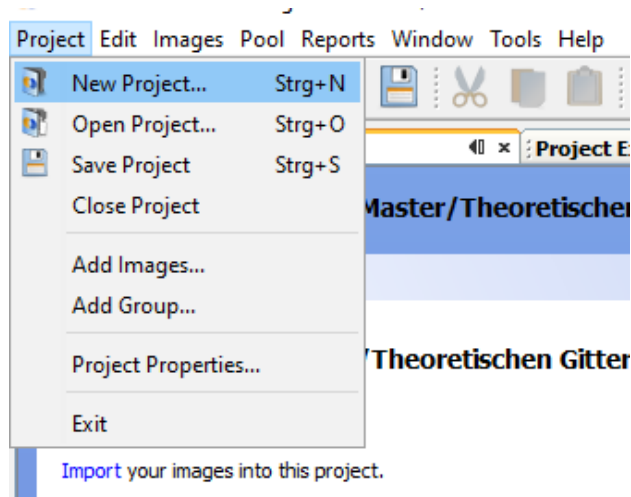 Project Edit Images Pool Reports Window Tools Help
New Project... Strg+N
Open Project... Strg+O
Save Project Strg+S
Close Project
Add Images...
Add Group...
Project Properties...
Exit
Project E
Master/Theoretische
/Theoretischen Gitter
Import your images into this project.